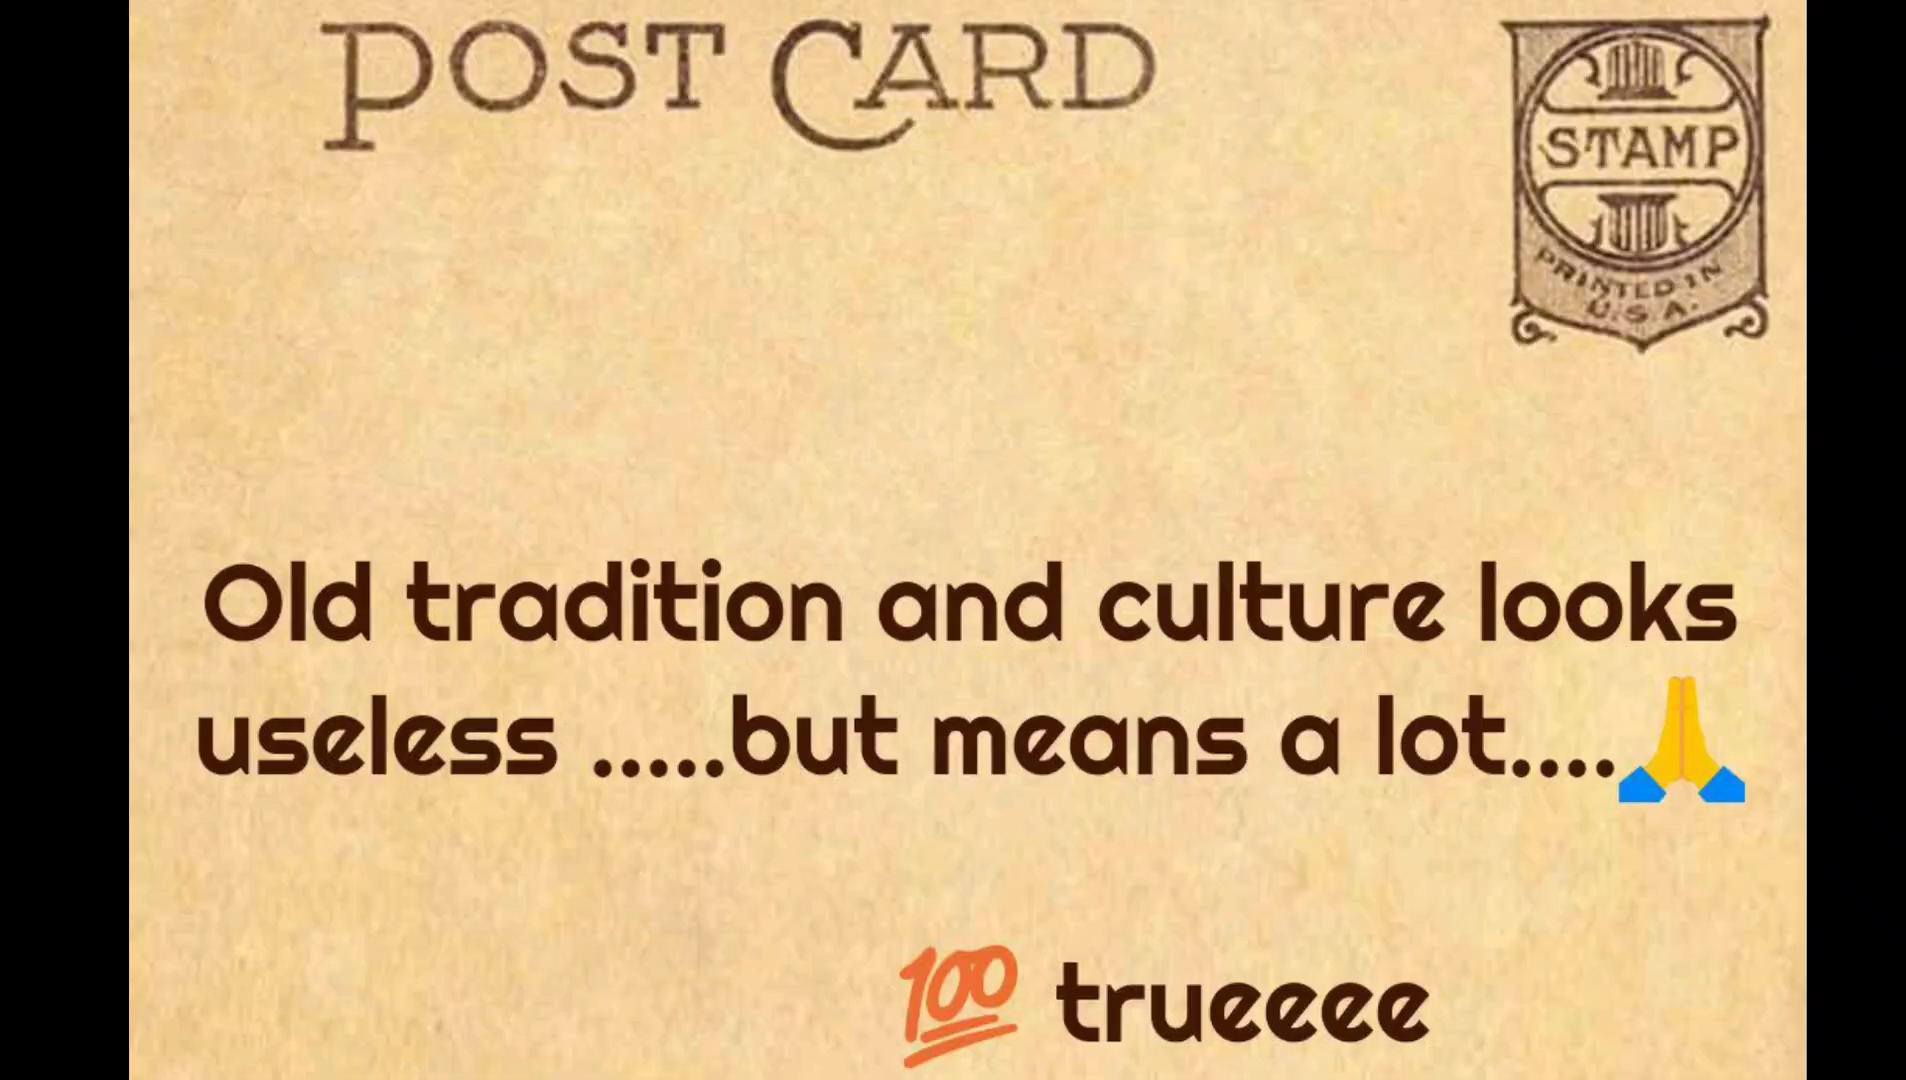 POST CARD
STAMP
PRINTED IN
U.S.A.
Old tradition and culture looks
useless .....but means a lot....🙏
💯 trueeee